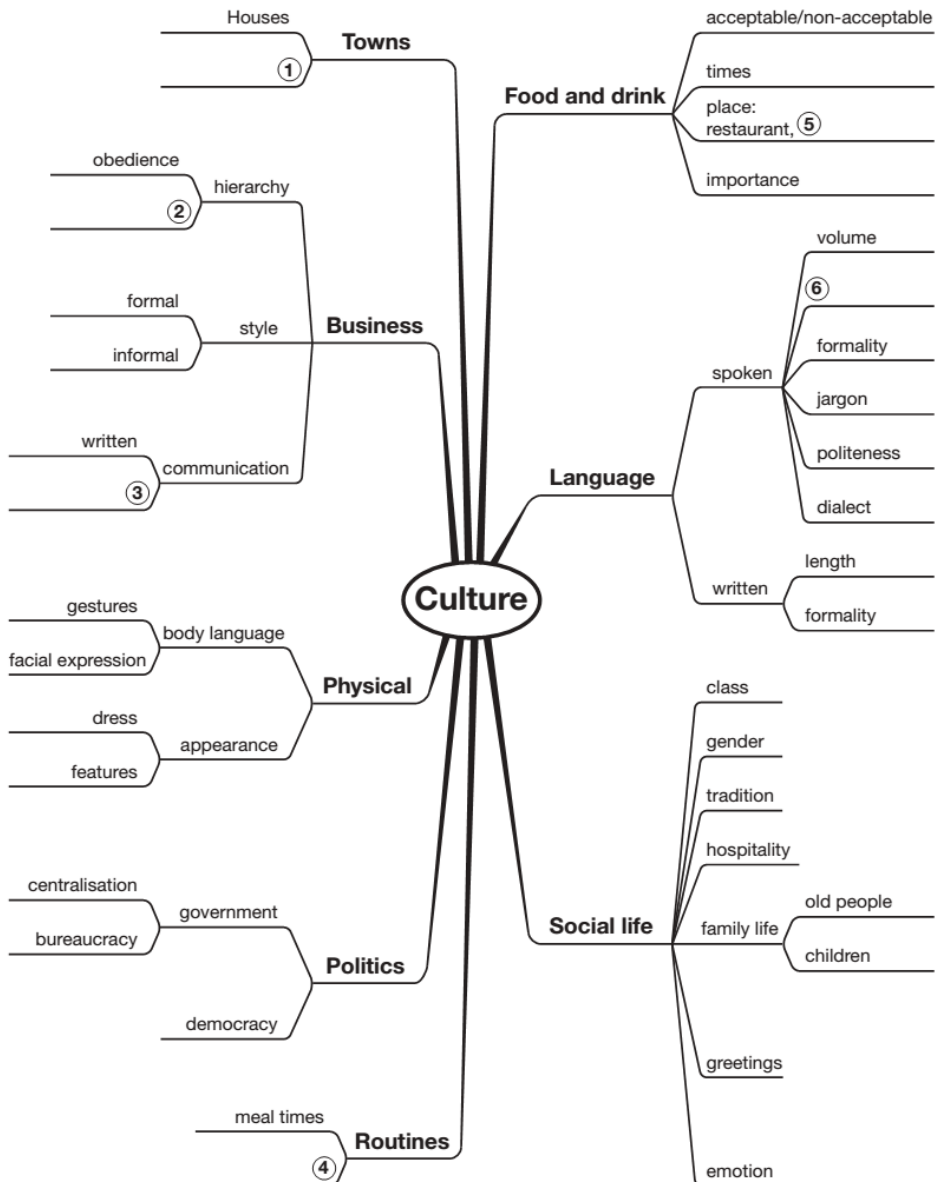 Houses
Towns
①
obedience
hierarchy
②
formal
style
Business
informal
written
communication
③
gestures
body language
facial expression
Physical
dress
appearance
features
centralisation
government
bureaucracy
Politics
democracy
meal times
Routines
④
Culture
acceptable/non-acceptable
times
Food and drink
place:
restaurant, ⑤
importance
volume
⑥
formality
spoken
jargon
politeness
Language
dialect
length
written
formality
class
gender
tradition
hospitality
Social life
family life
old people
children
greetings
emotion